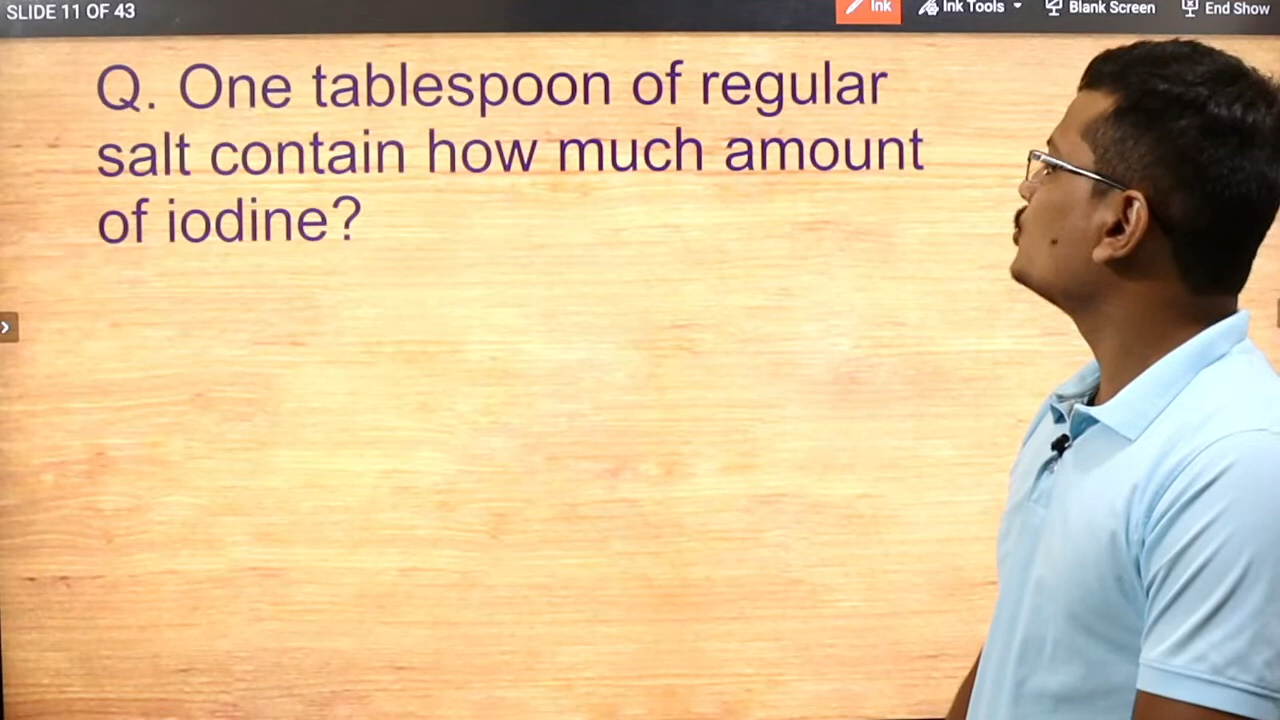 SLIDE 11 OF 43
Ink
Ink Tools
Blank Screen
End Show
Q. One tablespoon of regular
salt contain how much amount
of iodine?